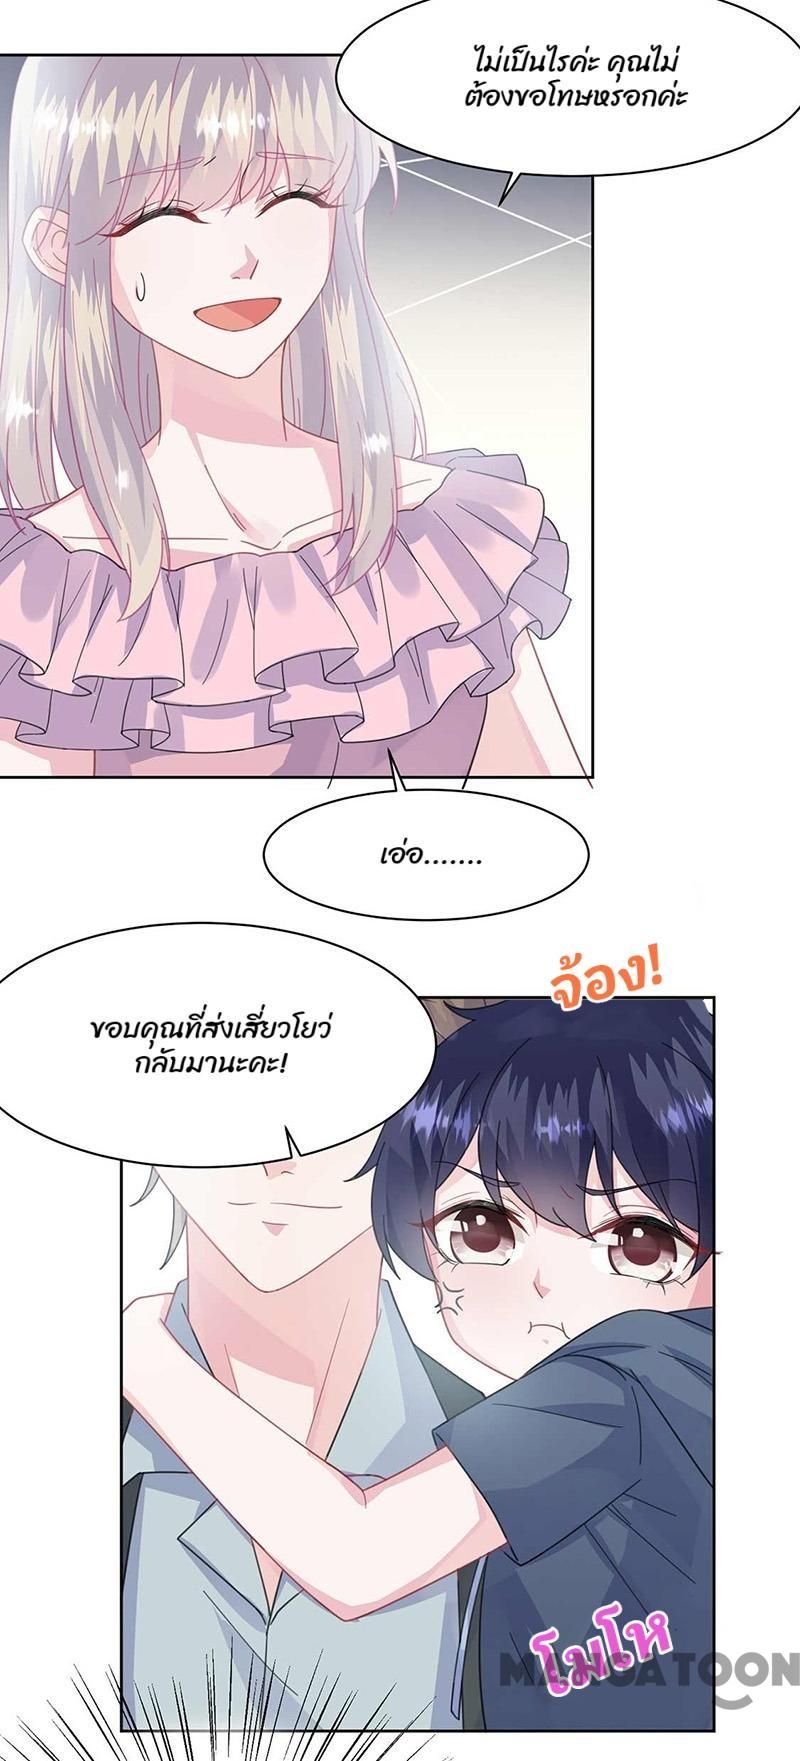 ไม่เป็นไรค่ะ คุณไม่
ต้องขอโทษหรอกค่ะ
เอ่อ.......
จ้อง!
ขอบคุณที่ส่งเสี่ยวโยว่
กลับมานะคะ!
โมโห
MANGATOON